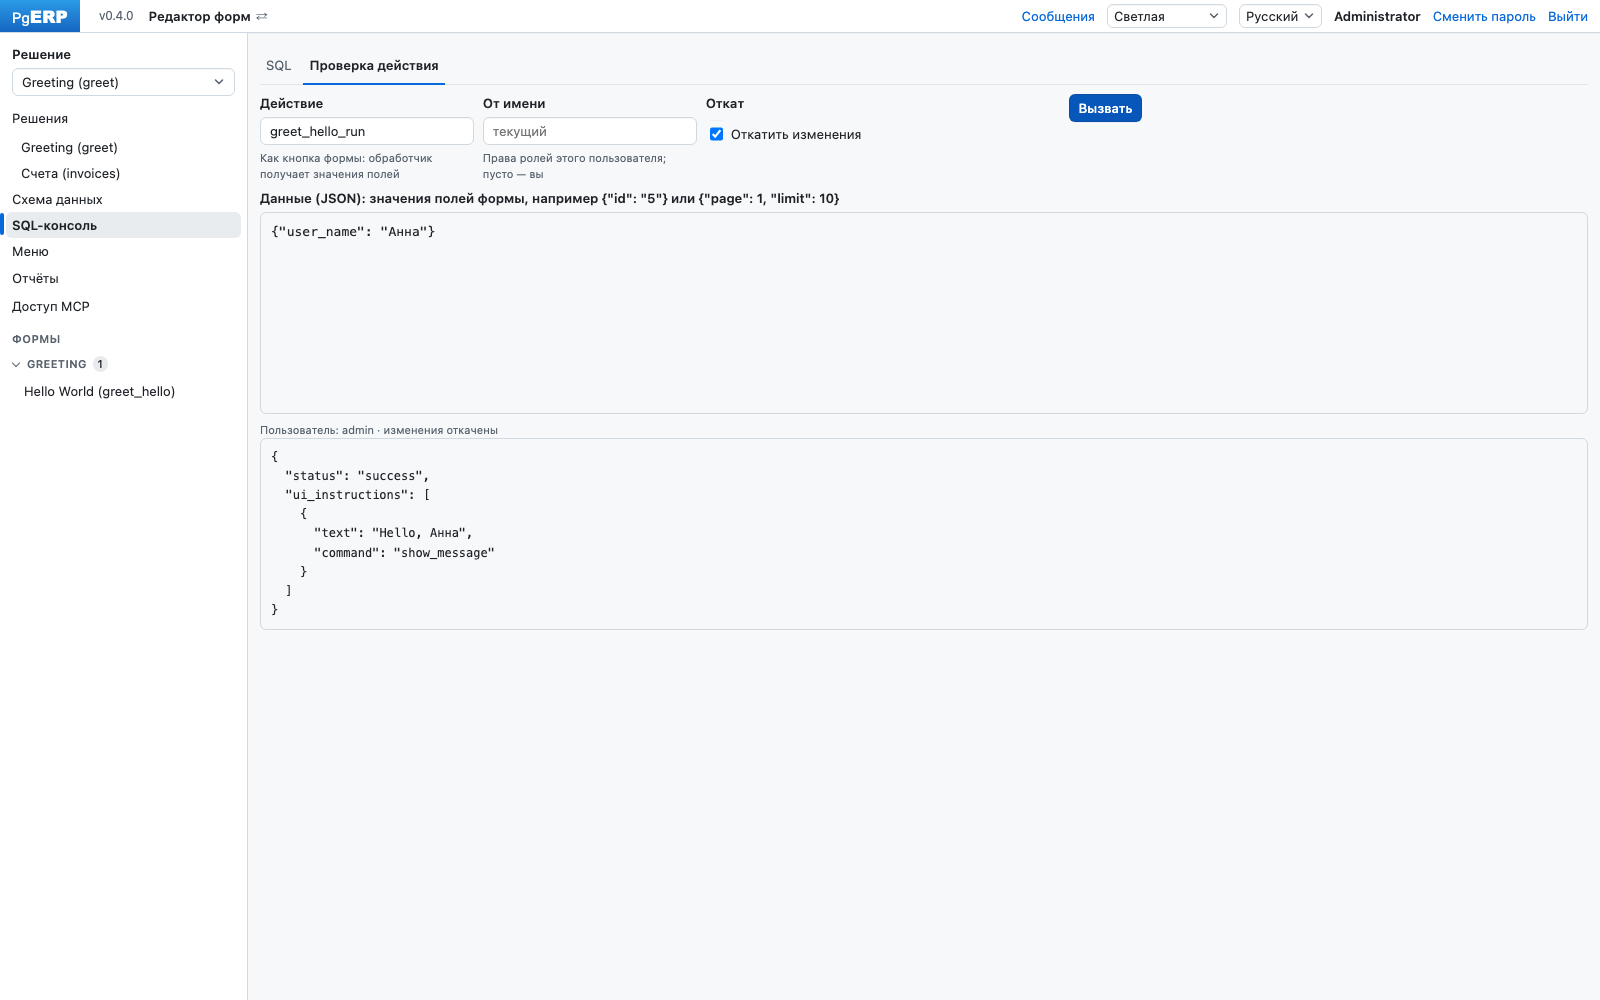 PgERP v0.4.0 Редактор форм ⇄ Сообщения Светлая Русский Administrator Сменить пароль Выйти
Решение
Greeting (greet)
Решения
Greeting (greet)
Счета (invoices)
Схема данных
SQL-консоль
Меню
Отчёты
Доступ MCP
ФОРМЫ
GREETING 1
Hello World (greet_hello)
SQL Проверка действия
Действие От имени Откат Вызвать
greet_hello_run текущий Откатить изменения
Как кнопка формы: обработчик Права ролей этого пользователя;
получает значения полей пусто — вы
Данные (JSON): значения полей формы, например {"id": "5"} или {"page": 1, "limit": 10}
{"user_name": "Анна"}
Пользователь: admin · изменения откачены
{
  "status": "success",
  "ui_instructions": [
    {
      "text": "Hello, Анна",
      "command": "show_message"
    }
  ]
}